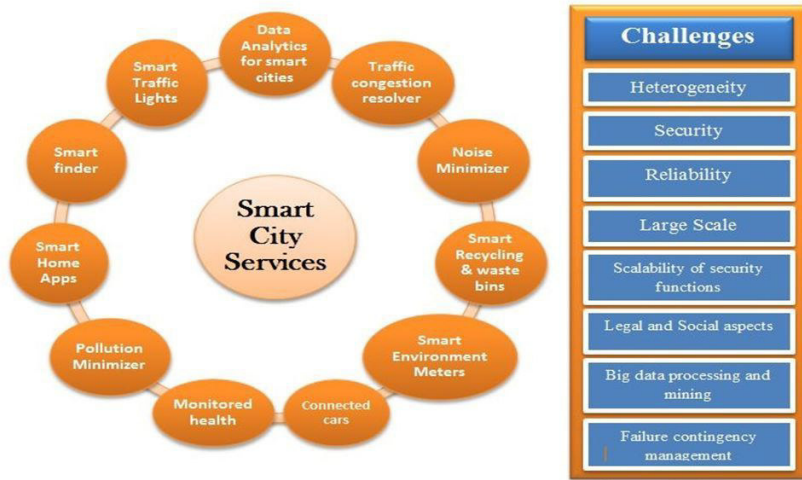 Data
Analytics
for smart
cities
Traffic
congestion
resolver
Noise
Minimizer
Smart
Recycling
& waste
bins
Smart
Environment
Meters
Connected
cars
Monitored
health
Pollution
Minimizer
Smart
Home
Apps
Smart
finder
Smart
Traffic
Lights
Smart
City
Services
Challenges
Heterogeneity
Security
Reliability
Large Scale
Scalability of security
functions
Legal and Social aspects
Big data processing and
mining
Failure contingency
management